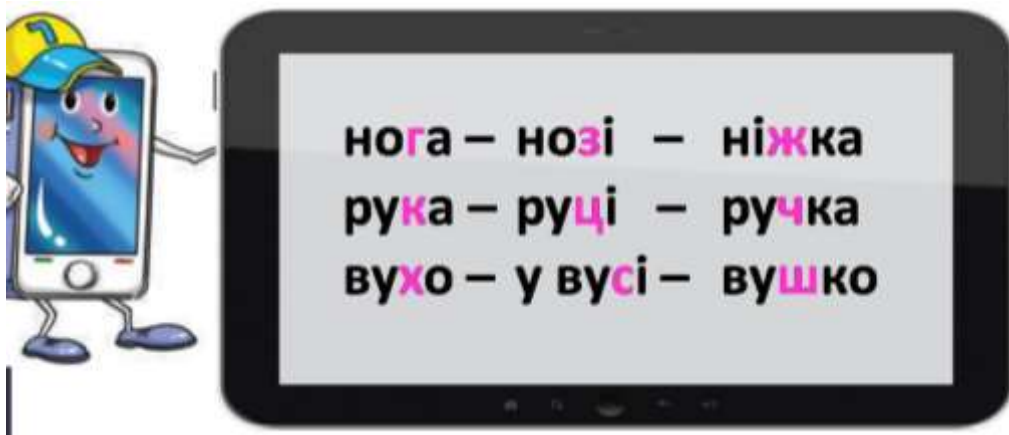 нога – нозі – ніжка
рука – руці – ручка
вухо – у вусі – вушко